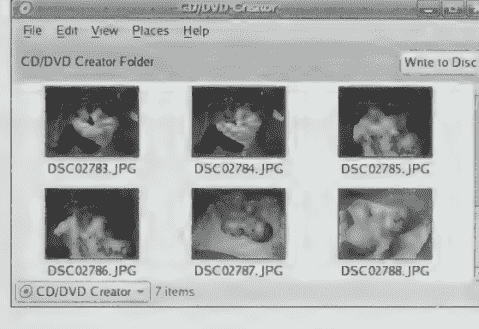 CD/DVD Creator
File Edit View Places Help
CD/DVD Creator Folder
Write to Disc
DSC02783.JPG DSC02784.JPG DSC02785.JPG
DSC02786.JPG DSC02787.JPG DSC02788.JPG
CD/DVD Creator 7 items